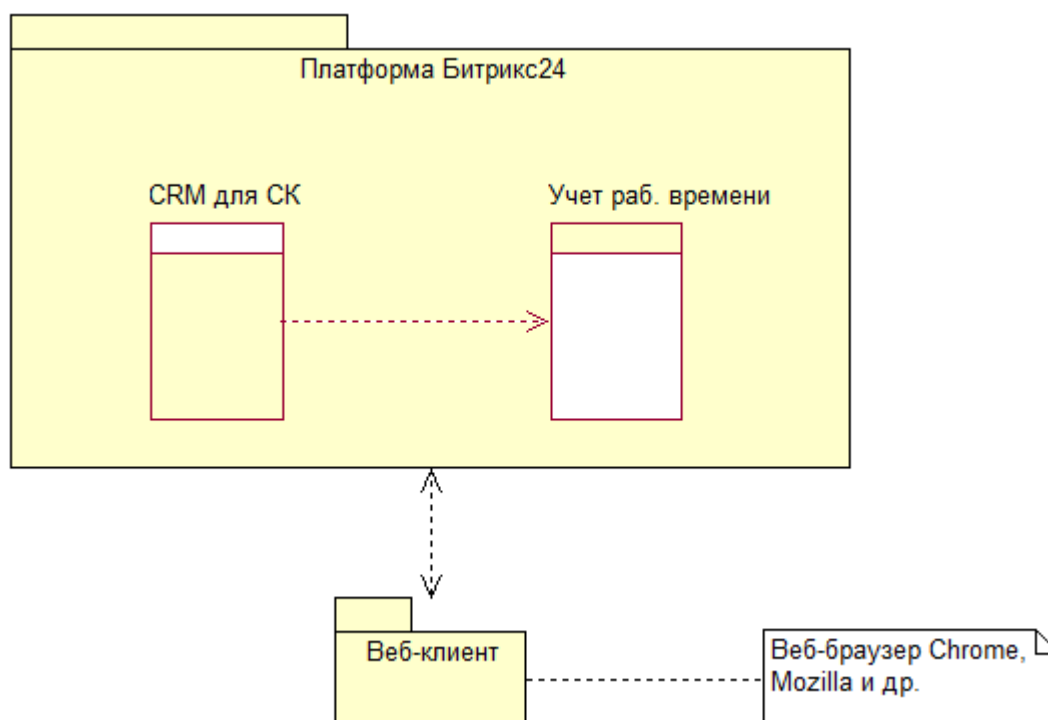 Платформа Битрикс24
CRM для СК
Учет раб. времени
Веб-клиент
Веб-браузер Chrome,
Mozilla и др.